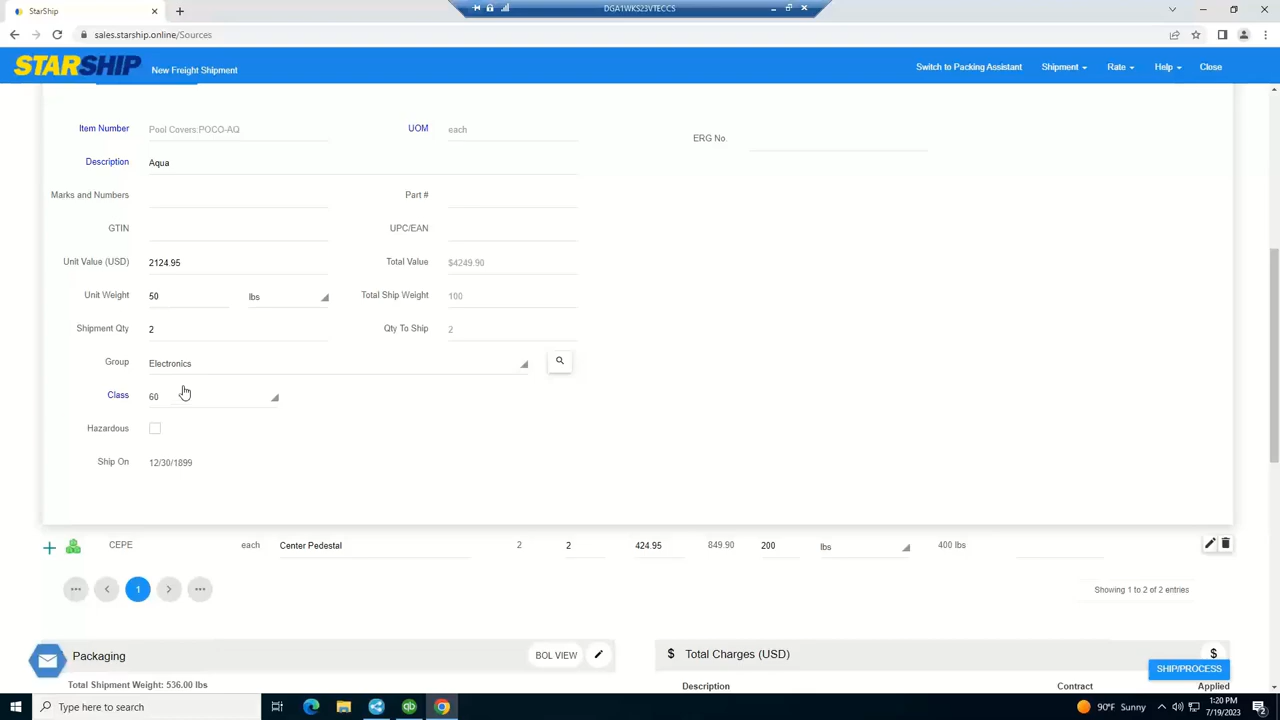 StarShip
DGA1WKS23VTECCS
sales.starship.online/Sources
STARSHIP New Freight Shipment Switch to Packing Assistant Shipment Rate Help Close
Item Number Pool Covers:POCO-AQ UOM each ERG No.
Description Aqua
Marks and Numbers Part #
GTIN UPC/EAN
Unit Value (USD) 2124.95 Total Value $4249.90
Unit Weight 50 lbs Total Ship Weight 100
Shipment Qty 2 Qty To Ship 2
Group Electronics
Class 60
Hazardous
Ship On 12/30/1899
CEPE each Center Pedestal 2 2 424.95 849.90 200 lbs 400 lbs
1 Showing 1 to 2 of 2 entries
Packaging BOL VIEW $ Total Charges (USD) $
SHIP/PROCESS
Total Shipment Weight: 536.00 lbs Description Contract Applied
Type here to search 90°F Sunny 1:20 PM
7/19/2023 2